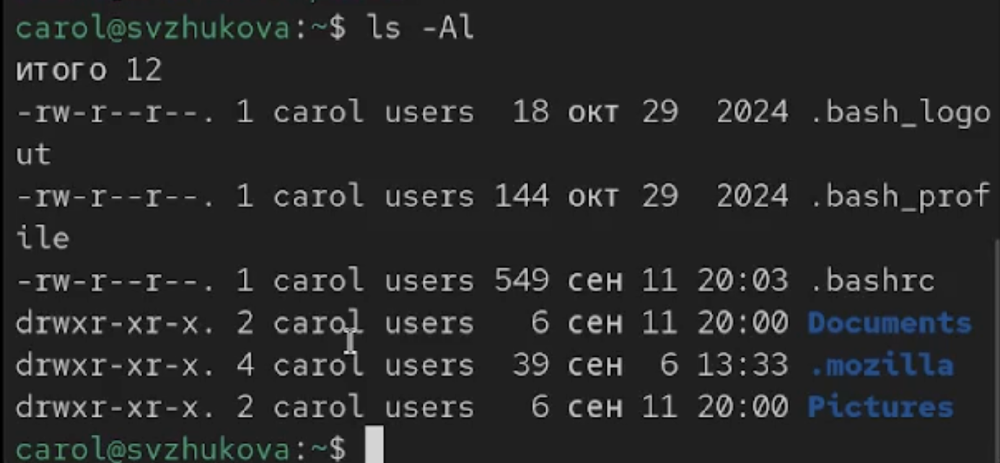 carol@svzhukova:~$ ls -Al
итого 12
-rw-r--r--. 1 carol users  18 окт 29  2024 .bash_logo
ut
-rw-r--r--. 1 carol users 144 окт 29  2024 .bash_prof
ile
-rw-r--r--. 1 carol users 549 сен 11 20:03 .bashrc
drwxr-xr-x. 2 carol users   6 сен 11 20:00 Documents
drwxr-xr-x. 4 carol users  39 сен  6 13:33 .mozilla
drwxr-xr-x. 2 carol users   6 сен 11 20:00 Pictures
carol@svzhukova:~$